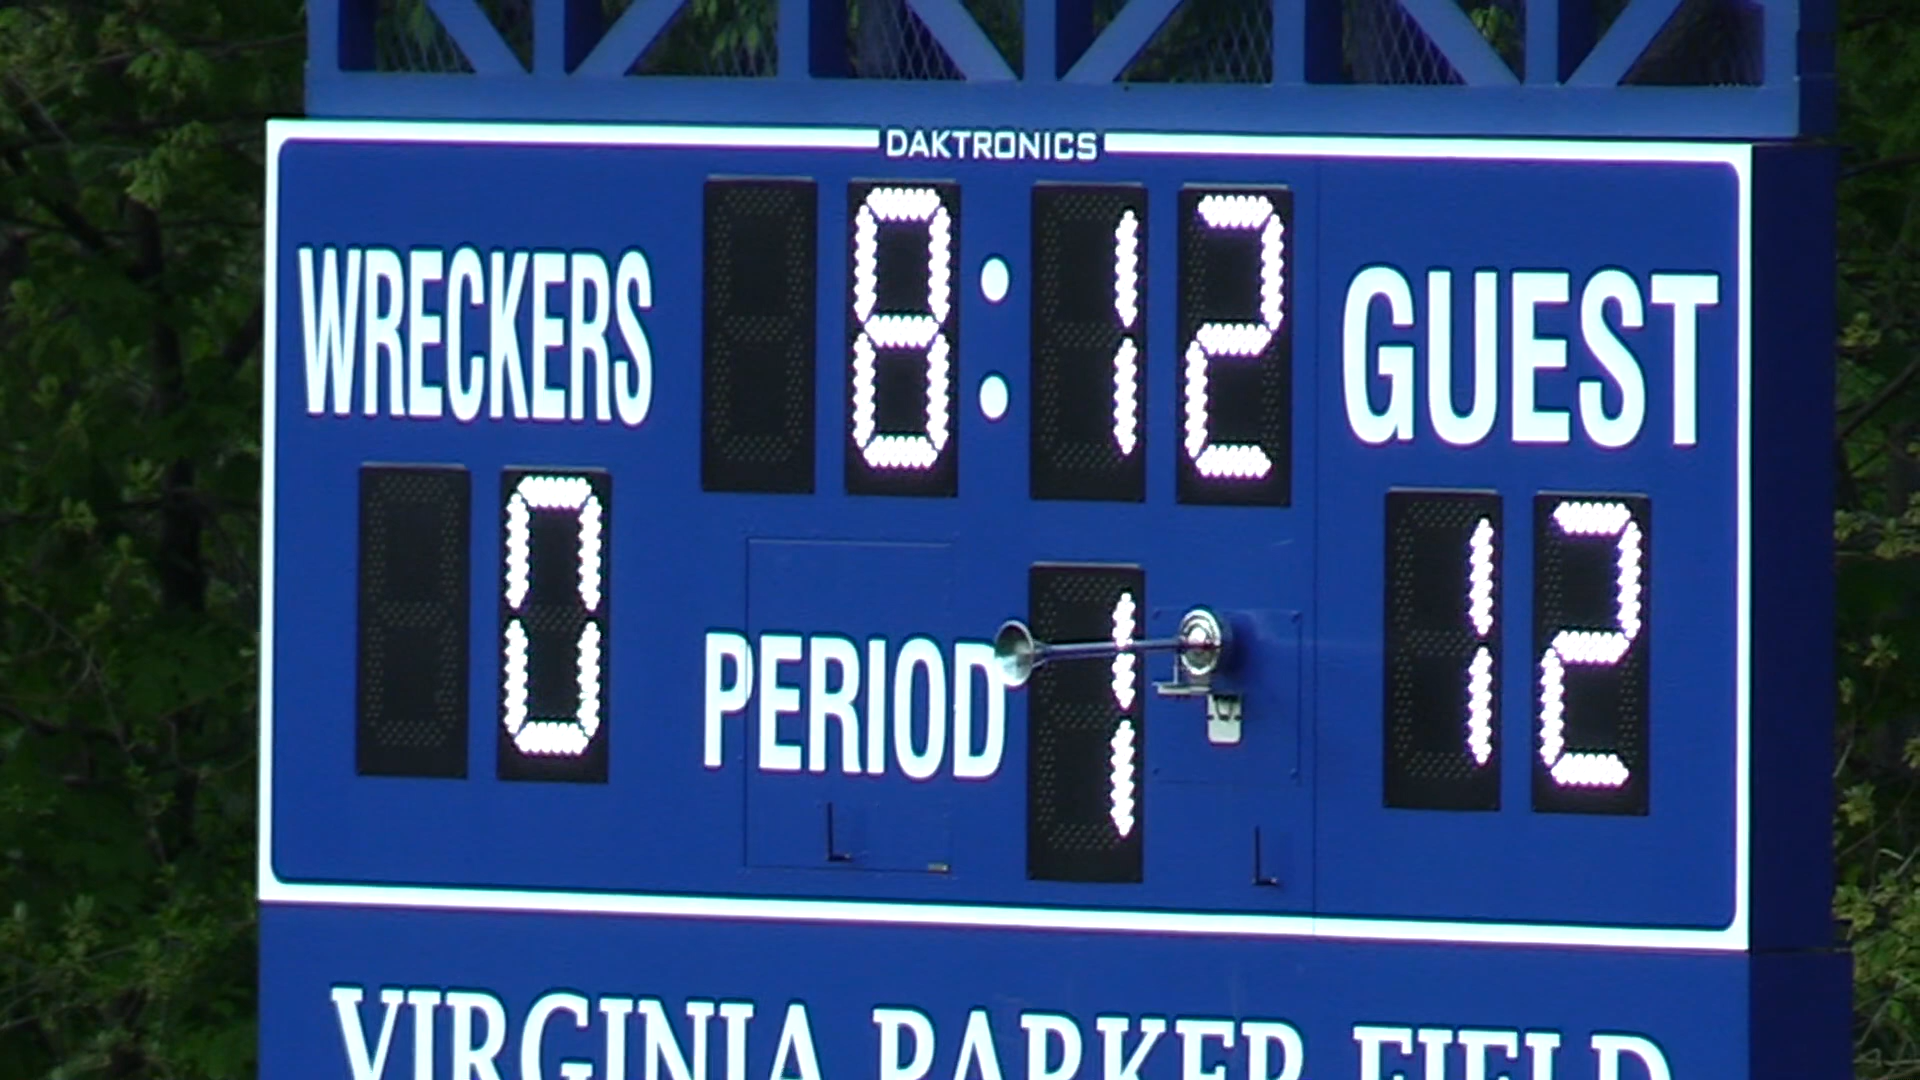 DAKTRONICS
WRECKERS 8:12 GUEST
0 PERIOD 1 12
VIRGINIA PARKER FIELD